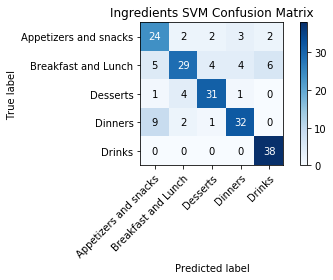 Ingredients SVM Confusion Matrix
True label
Appetizers and snacks 24 2 2 3 2
Breakfast and Lunch 5 29 4 4 6
Desserts 1 4 31 1 0
Dinners 9 2 1 32 0
Drinks 0 0 0 0 38
Appetizers and snacks
Breakfast and Lunch
Desserts
Dinners
Drinks
Predicted label
30
20
10
0